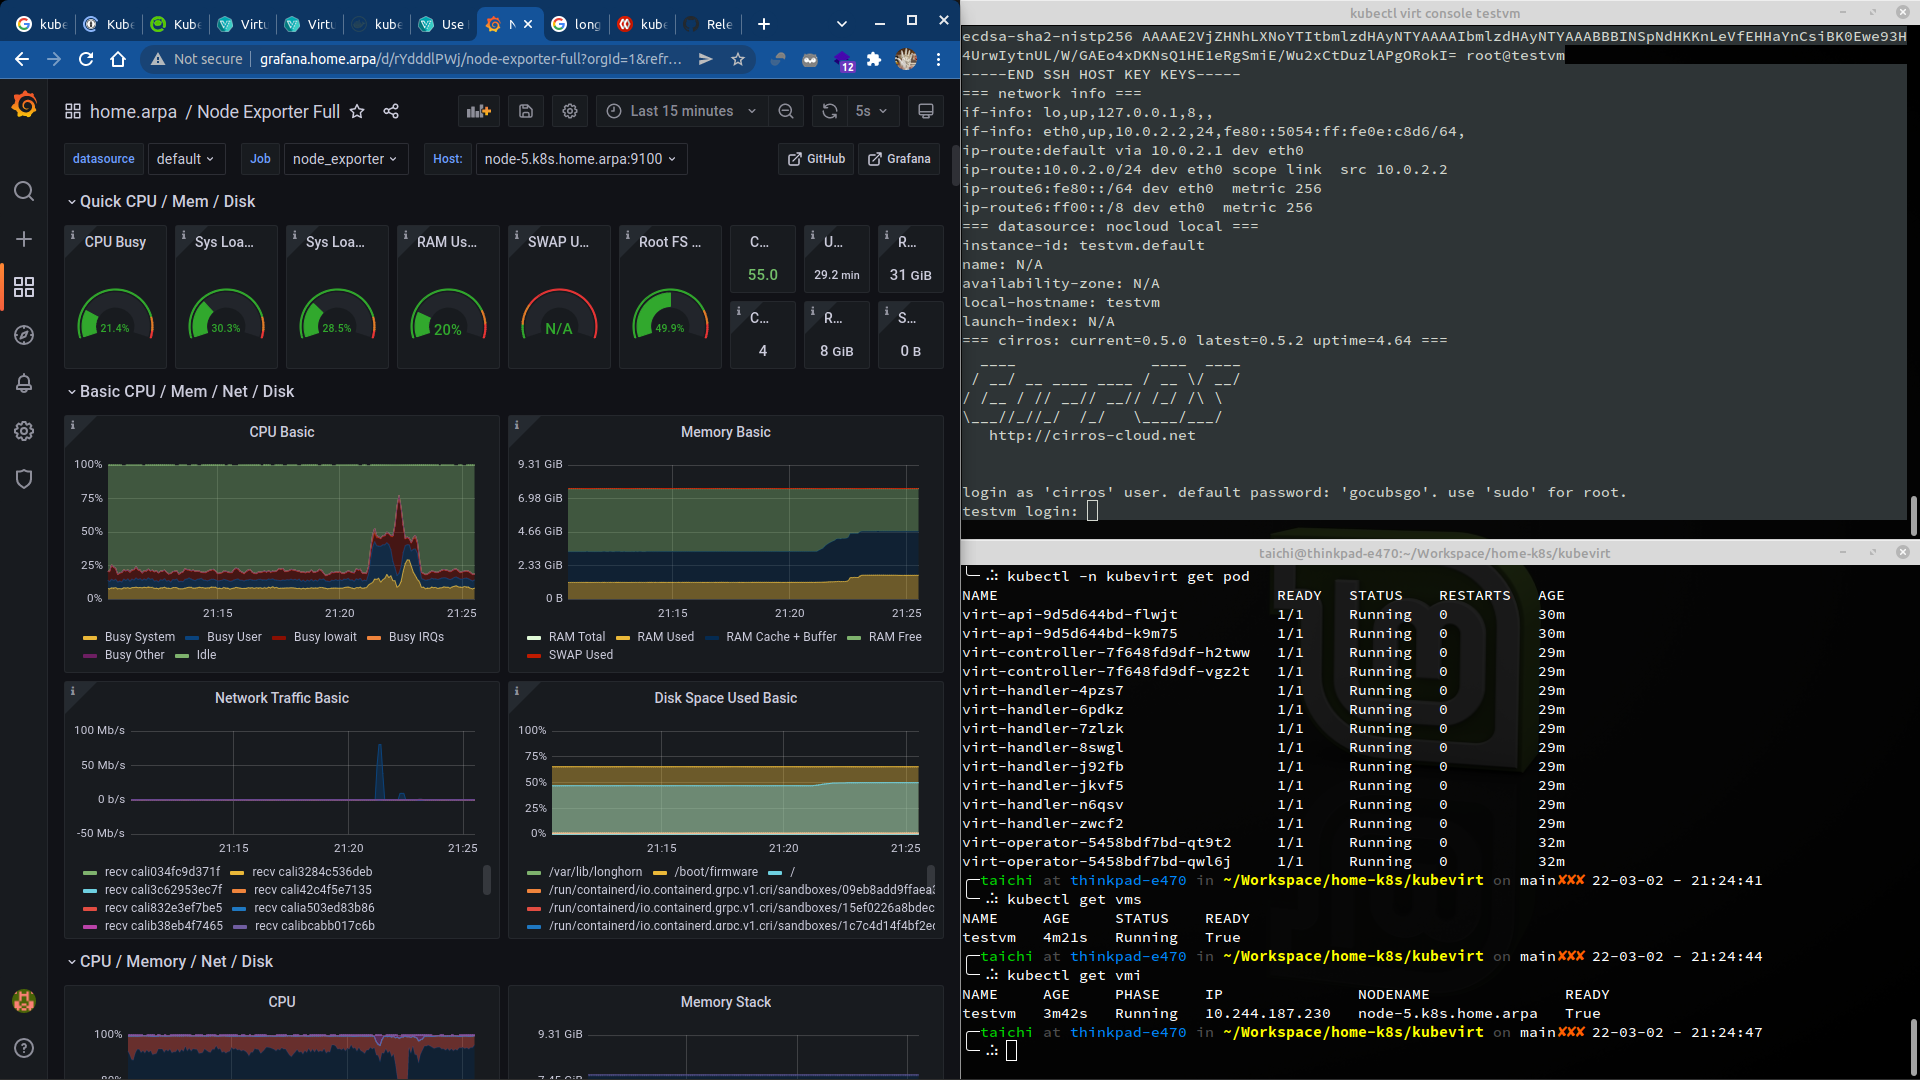 kube
Kub
Kub
Virtu
Virtu
kube
Use
N
long
kube
Rele
Not secure
grafana.home.arpa/d/rYdddlPWj/node-exporter-full?orgId=1&refr...
12
home.arpa / Node Exporter Full
Last 15 minutes
5s
datasource default Job node_exporter Host: node-5.k8s.home.arpa:9100 GitHub Grafana
Quick CPU / Mem / Disk
CPU Busy
21.4%
Sys Loa...
30.3%
Sys Loa...
28.5%
RAM Us...
20%
SWAP U...
N/A
Root FS ...
49.9%
C...
55.0
U...
29.2 min
R...
31 GiB
C...
4
R...
8 GiB
S...
0 B
Basic CPU / Mem / Net / Disk
CPU Basic
100%
75%
50%
25%
0%
21:15 21:20 21:25
Busy System Busy User Busy Iowait Busy IRQs
Busy Other Idle
Memory Basic
9.31 GiB
6.98 GiB
4.66 GiB
2.33 GiB
0 B
21:15 21:20 21:25
RAM Total RAM Used RAM Cache + Buffer RAM Free
SWAP Used
Network Traffic Basic
100 Mb/s
50 Mb/s
0 b/s
-50 Mb/s
21:15 21:20 21:25
recv cali034fc9d371f recv cali3284c536deb
recv cali3c62953ec7f recv cali42c4f5e7135
recv cali832e3ef7be5 recv calia503ed83b86
recv calib38eb4f7465 recv calibcabb017c6b
Disk Space Used Basic
100%
75%
50%
25%
0%
21:15 21:20 21:25
/var/lib/longhorn /boot/firmware /
/run/containerd/io.containerd.grpc.v1.cri/sandboxes/09eb8add9ffaea3
/run/containerd/io.containerd.grpc.v1.cri/sandboxes/15ef0226a8bdec
/run/containerd/io.containerd.grpc.v1.cri/sandboxes/1c7c4d14f4bf2ec
CPU / Memory / Net / Disk
CPU
100%
80%
Memory Stack
9.31 GiB
7.45 GiB
kubectl virt console testvm
ecdsa-sha2-nistp256 AAAAE2VjZHNhLXNoYTItbmlzdHAyNTYAAAAIbmlzdHAyNTYAAABBBINSpNdHKKnLeVfEHHaYnCsiBK0Ewe93H
4UrwIytnUL/W/GAEo4xDKNsQ1HE1eRgSmiE/Wu2xCtDuzlAPgORokI= root@testvm
-----END SSH HOST KEY KEYS-----
=== network info ===
if-info: lo,up,127.0.0.1,8,,
if-info: eth0,up,10.0.2.2,24,fe80::5054:ff:fe0e:c8d6/64,
ip-route:default via 10.0.2.1 dev eth0
ip-route:10.0.2.0/24 dev eth0 scope link  src 10.0.2.2
ip-route6:fe80::/64 dev eth0  metric 256
ip-route6:ff00::/8 dev eth0  metric 256
=== datasource: nocloud local ===
instance-id: testvm.default
name: N/A
availability-zone: N/A
local-hostname: testvm
launch-index: N/A
=== cirros: current=0.5.0 latest=0.5.2 uptime=4.64 ===
http://cirros-cloud.net
login as 'cirros' user. default password: 'gocubsgo'. use 'sudo' for root.
testvm login:
taichi@thinkpad-e470:~/Workspace/home-k8s/kubevirt
kubectl -n kubevirt get pod
NAME READY STATUS RESTARTS AGE
virt-api-9d5d644bd-flwjt 1/1 Running 0 30m
virt-api-9d5d644bd-k9m75 1/1 Running 0 30m
virt-controller-7f648fd9df-h2tww 1/1 Running 0 29m
virt-controller-7f648fd9df-vgz2t 1/1 Running 0 29m
virt-handler-4pzs7 1/1 Running 0 29m
virt-handler-6pdkz 1/1 Running 0 29m
virt-handler-7zlzk 1/1 Running 0 29m
virt-handler-8swgl 1/1 Running 0 29m
virt-handler-j92fb 1/1 Running 0 29m
virt-handler-jkvf5 1/1 Running 0 29m
virt-handler-n6qsv 1/1 Running 0 29m
virt-handler-zwcf2 1/1 Running 0 29m
virt-operator-5458bdf7bd-qt9t2 1/1 Running 0 32m
virt-operator-5458bdf7bd-qwl6j 1/1 Running 0 32m
taichi at thinkpad-e470 in ~/Workspace/home-k8s/kubevirt on main✘✘✘ 22-03-02 - 21:24:41
kubectl get vms
NAME AGE STATUS READY
testvm 4m21s Running True
taichi at thinkpad-e470 in ~/Workspace/home-k8s/kubevirt on main✘✘✘ 22-03-02 - 21:24:44
kubectl get vmi
NAME AGE PHASE IP NODENAME READY
testvm 3m42s Running 10.244.187.230 node-5.k8s.home.arpa True
taichi at thinkpad-e470 in ~/Workspace/home-k8s/kubevirt on main✘✘✘ 22-03-02 - 21:24:47